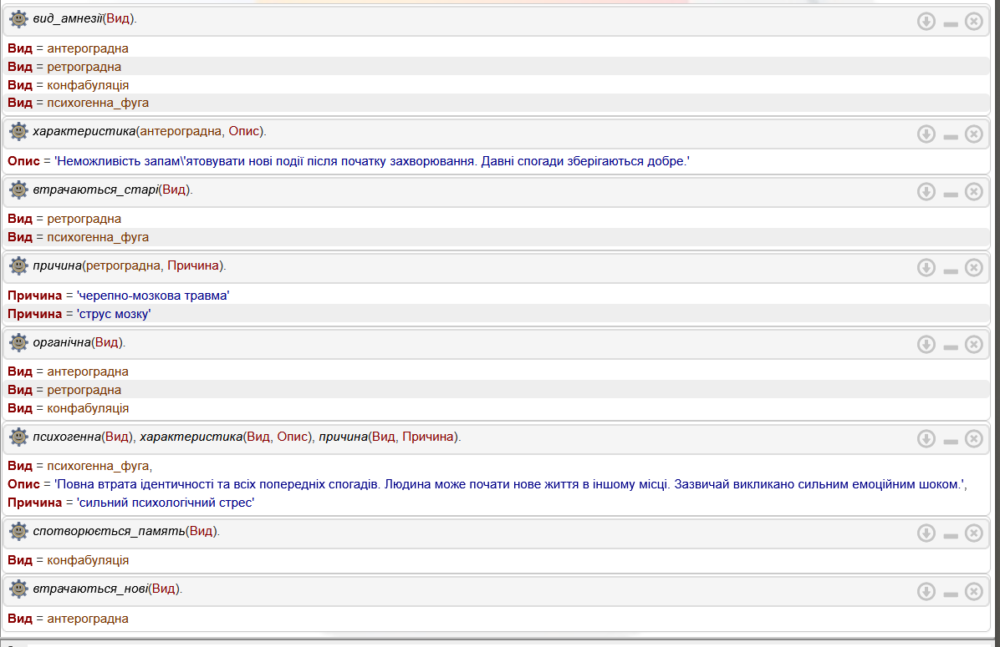 вид_амнезії(Вид).
Вид = антероградна
Вид = ретроградна
Вид = конфабуляція
Вид = психогенна_фуга
характеристика(антероградна, Опис).
Опис = 'Неможливість запам\'ятовувати нові події після початку захворювання. Давні спогади зберігаються добре.'
втрачаються_старі(Вид).
Вид = ретроградна
Вид = психогенна_фуга
причина(ретроградна, Причина).
Причина = 'черепно-мозкова травма'
Причина = 'струс мозку'
органічна(Вид).
Вид = антероградна
Вид = ретроградна
Вид = конфабуляція
психогенна(Вид), характеристика(Вид, Опис), причина(Вид, Причина).
Вид = психогенна_фуга,
Опис = 'Повна втрата ідентичності та всіх попередніх спогадів. Людина може почати нове життя в іншому місці. Зазвичай викликано сильним емоційним шоком.',
Причина = 'сильний психологічний стрес'
спотворюється_память(Вид).
Вид = конфабуляція
втрачаються_нові(Вид).
Вид = антероградна